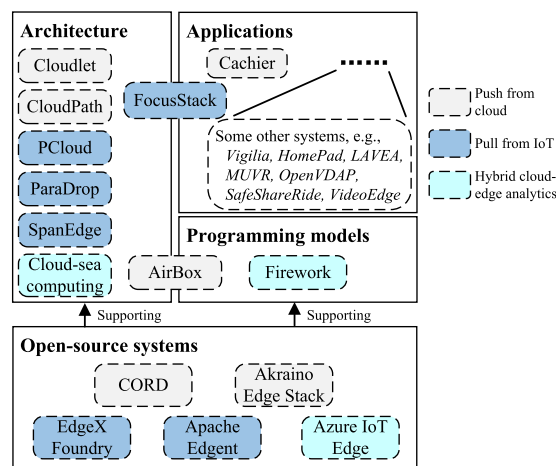 Architecture
Cloudlet
CloudPath
PCloud
ParaDrop
SpanEdge
Cloud-sea
computing
FocusStack
AirBox
Applications
Cachier
......
Some other systems, e.g.,
Vigilia, HomePad, LAVEA,
MUVR, OpenVDAP,
SafeShareRide, VideoEdge
Programming models
Firework
Push from
cloud
Pull from IoT
Hybrid cloud-
edge analytics
Supporting
Supporting
Open-source systems
CORD
Akraino
Edge Stack
EdgeX
Foundry
Apache
Edgent
Azure IoT
Edge